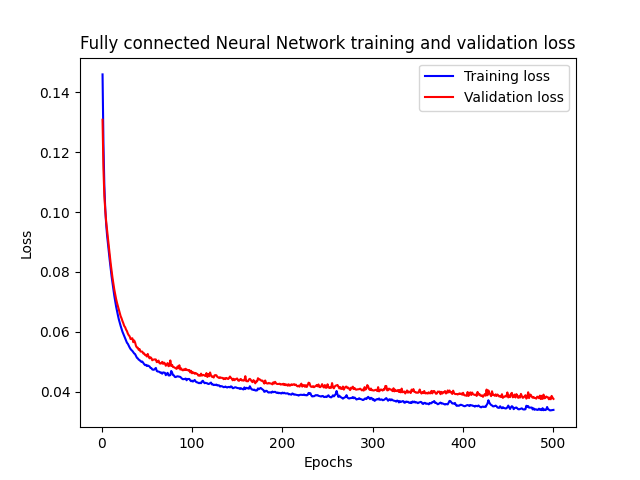 Fully connected Neural Network training and validation loss
Training loss
Validation loss
0.14
0.12
0.10
0.08
0.06
0.04
Loss
0
100
200
300
400
500
Epochs